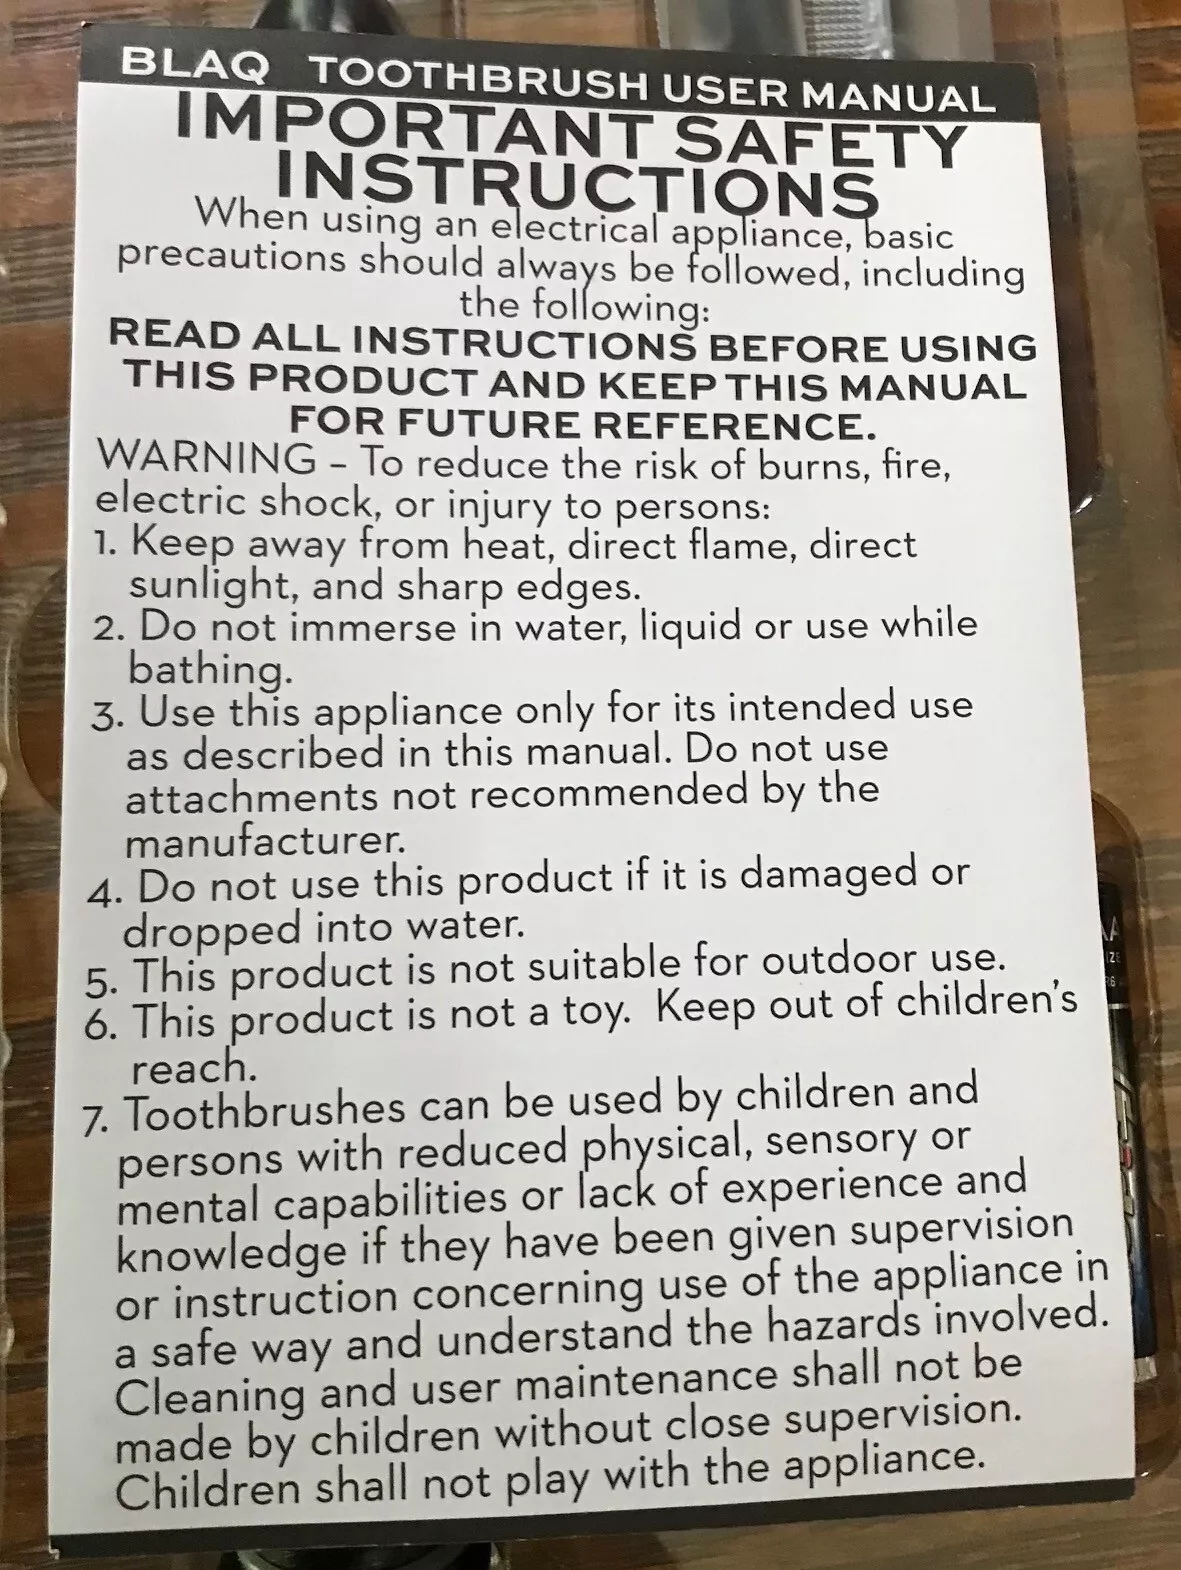 BLAQ TOOTHBRUSH USER MANUAL
IMPORTANT SAFETY
INSTRUCTIONS
When using an electrical appliance, basic
precautions should always be followed, including
the following:
READ ALL INSTRUCTIONS BEFORE USING
THIS PRODUCT AND KEEP THIS MANUAL
FOR FUTURE REFERENCE.
WARNING - To reduce the risk of burns, fire,
electric shock, or injury to persons:
1. Keep away from heat, direct flame, direct
sunlight, and sharp edges.
2. Do not immerse in water, liquid or use while
bathing.
3. Use this appliance only for its intended use
as described in this manual. Do not use
attachments not recommended by the
manufacturer.
4. Do not use this product if it is damaged or
dropped into water.
5. This product is not suitable for outdoor use.
6. This product is not a toy. Keep out of children's
reach.
7. Toothbrushes can be used by children and
persons with reduced physical, sensory or
mental capabilities or lack of experience and
knowledge if they have been given supervision
or instruction concerning use of the appliance in
a safe way and understand the hazards involved.
Cleaning and user maintenance shall not be
made by children without close supervision.
Children shall not play with the appliance.